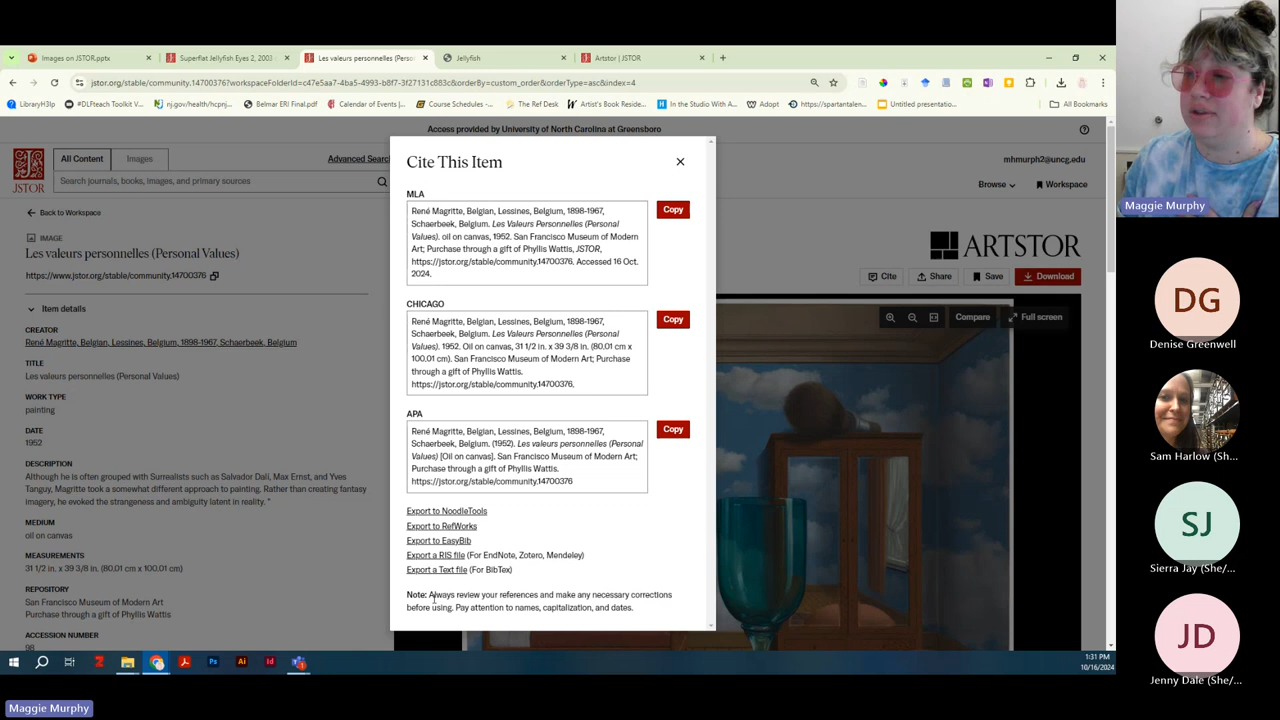 Images on JSTOR.pptx
Superflat Jellyfish Eyes 2, 2003
Les valeurs personnelles (Perso
Jellyfish
Artstor | JSTOR
jstor.org/stable/community.14700376?workspaceFolderId=c47e5aa7-4ba5-4993-b8f7-3f27131c883c&orderBy=custom_order&orderType=asc&index=4
LibraryH3lp
#DLFteach Toolkit V...
nj.gov/health/hcpnj...
Belmar ERI Final.pdf
Calendar of Events |...
Course Schedules -...
The Ref Desk
Artist's Book Reside...
In the Studio With A...
Adopt
https://spartantalen...
Untitled presentatio...
All Bookmarks
Access provided by University of North Carolina at Greensboro
JSTOR
All Content
Images
Advanced Searc
mhmurph2@uncg.edu
Search journals, books, images, and primary sources
Browse
Workspace
Back to Workspace
IMAGE
Les valeurs personnelles (Personal Values)
https://www.jstor.org/stable/community.14700376
Item details
CREATOR
René Magritte, Belgian, Lessines, Belgium, 1898-1967, Schaerbeek, Belgium
TITLE
Les valeurs personnelles (Personal Values)
WORK TYPE
painting
DATE
1952
DESCRIPTION
Although he is often grouped with Surrealists such as Salvador Dalí, Max Ernst, and Yves
Tanguy, Magritte took a somewhat different approach to painting. Rather than creating fantasy
imagery, he evoked the strangeness and ambiguity latent in reality. "
MEDIUM
oil on canvas
MEASUREMENTS
31 1/2 in. x 39 3/8 in. (80.01 cm x 100.01 cm)
REPOSITORY
San Francisco Museum of Modern Art
Purchase through a gift of Phyllis Wattis
ACCESSION NUMBER
98
Cite This Item
MLA
René Magritte, Belgian, Lessines, Belgium, 1898-1967,
Schaerbeek, Belgium. Les Valeurs Personnelles (Personal
Values). oil on canvas, 1952. San Francisco Museum of Modern
Art; Purchase through a gift of Phyllis Wattis, JSTOR,
https://jstor.org/stable/community.14700376. Accessed 16 Oct.
2024.
Copy
CHICAGO
René Magritte, Belgian, Lessines, Belgium, 1898-1967,
Schaerbeek, Belgium. Les Valeurs Personnelles (Personal
Values). 1952. Oil on canvas, 31 1/2 in. x 39 3/8 in. (80.01 cm x
100.01 cm). San Francisco Museum of Modern Art; Purchase
through a gift of Phyllis Wattis.
https://jstor.org/stable/community.14700376.
Copy
APA
René Magritte, Belgian, Lessines, Belgium, 1898-1967,
Schaerbeek, Belgium. (1952). Les valeurs personnelles (Personal
Values) [Oil on canvas]. San Francisco Museum of Modern Art;
Purchase through a gift of Phyllis Wattis.
https://jstor.org/stable/community.14700376
Copy
Export to NoodleTools
Export to RefWorks
Export to EasyBib
Export a RIS file (For EndNote, Zotero, Mendeley)
Export a Text file (For BibTex)
Note: Always review your references and make any necessary corrections
before using. Pay attention to names, capitalization, and dates.
ARTSTOR
Cite
Share
Save
Download
Compare
Full screen
1:31 PM
10/16/2024
Maggie Murphy
DG
Denise Greenwell
Sam Harlow (Sh...
SJ
Sierra Jay (She/...
JD
Jenny Dale (She/...
Maggie Murphy